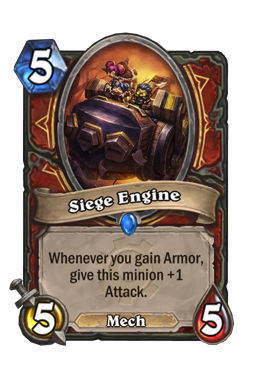 5
Siege Engine
Whenever you gain Armor,
give this minion +1
Attack.
5 Mech 5